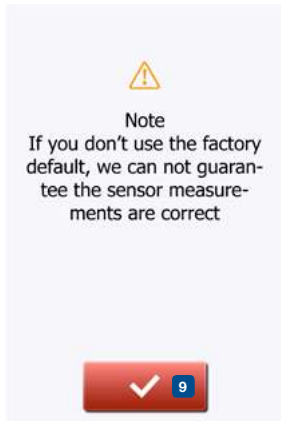 Note
If you don't use the factory
default, we can not guaran-
tee the sensor measure-
ments are correct
9